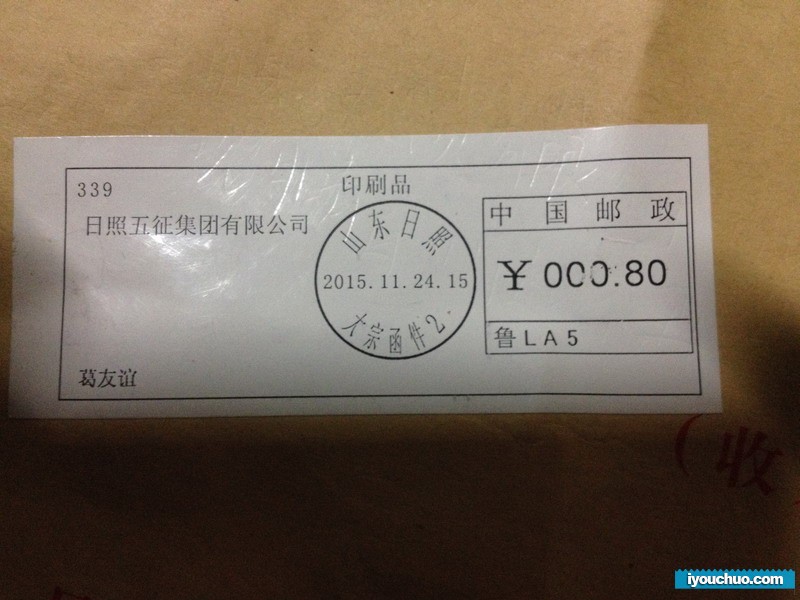 339
印刷品
日照五征集团有限公司
山东日照
2015.11.24.15
大宗函件2
中国邮政
¥000.80
鲁LA5
葛友谊
(收
iyouchuo.com